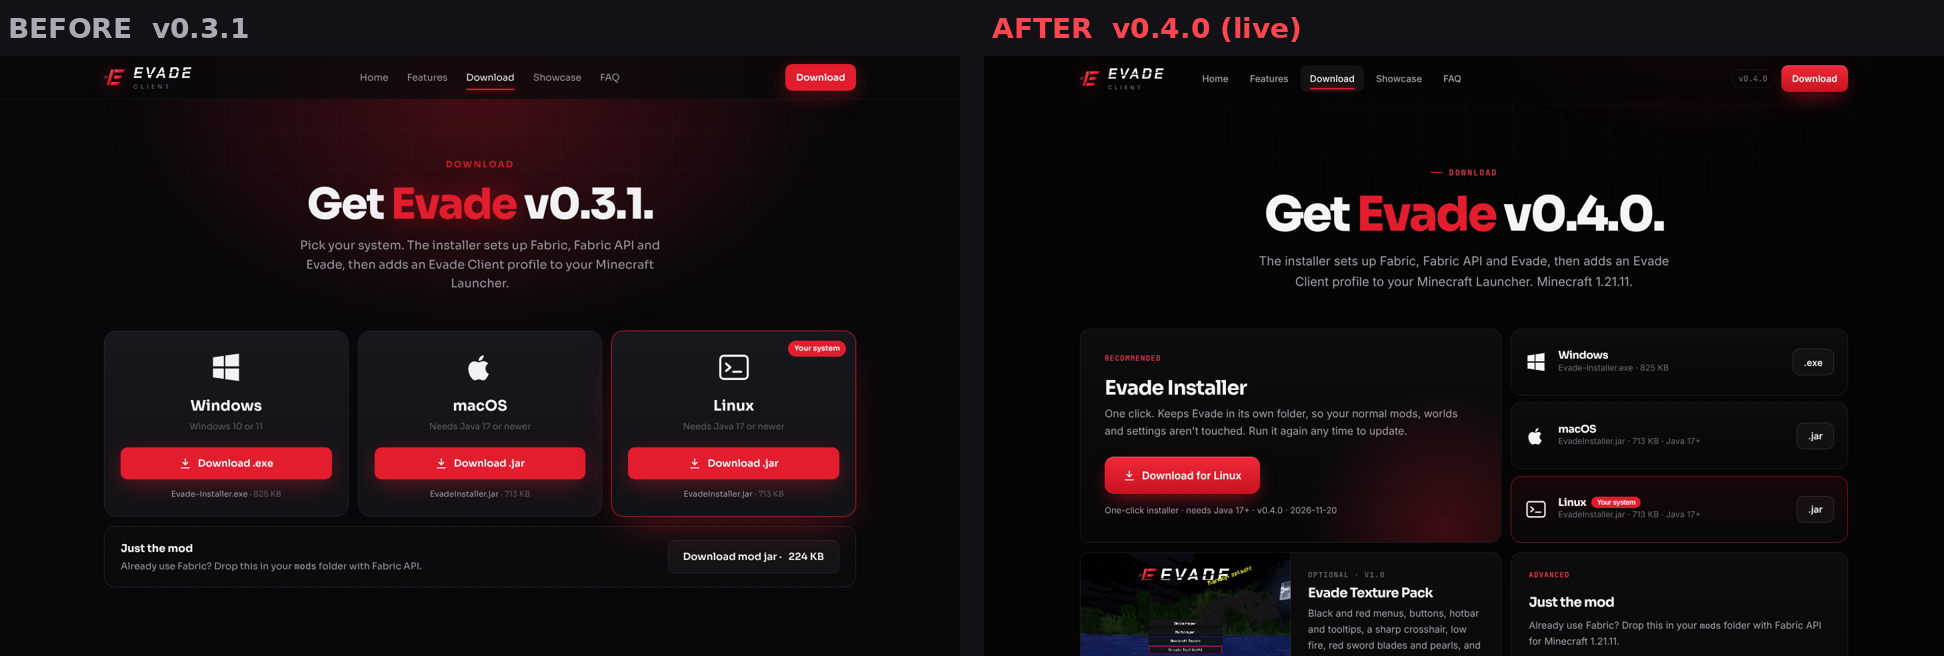 BEFORE v0.3.1
EVADE
CLIENT
Home
Features
Download
Showcase
FAQ
Download
DOWNLOAD
Get Evade v0.3.1.
Pick your system. The installer sets up Fabric, Fabric API and
Evade, then adds an Evade Client profile to your Minecraft
Launcher.
Windows
Windows 10 or 11
Download .exe
Evade-Installer.exe · 825 KB
macOS
Needs Java 17 or newer
Download .jar
EvadeInstaller.jar · 713 KB
Your system
Linux
Needs Java 17 or newer
Download .jar
EvadeInstaller.jar · 713 KB
Just the mod
Already use Fabric? Drop this in your mods folder with Fabric API.
Download mod jar · 224 KB
AFTER v0.4.0 (live)
EVADE
CLIENT
Home
Features
Download
Showcase
FAQ
v0.4.0
Download
— DOWNLOAD
Get Evade v0.4.0.
The installer sets up Fabric, Fabric API and Evade, then adds an Evade
Client profile to your Minecraft Launcher. Minecraft 1.21.11.
RECOMMENDED
Evade Installer
One click. Keeps Evade in its own folder, so your normal mods, worlds
and settings aren't touched. Run it again any time to update.
Download for Linux
One-click installer · needs Java 17+ · v0.4.0 · 2026-11-20
Windows
Evade-Installer.exe · 825 KB
.exe
macOS
EvadeInstaller.jar · 713 KB · Java 17+
.jar
Linux Your system
EvadeInstaller.jar · 713 KB · Java 17+
.jar
EVADE
Singleplayer
Multiplayer
Minecraft Realms
OPTIONAL · V1.0
Evade Texture Pack
Black and red menus, buttons, hotbar
and tooltips, a sharp crosshair, low
fire, red sword blades and pearls, and
ADVANCED
Just the mod
Already use Fabric? Drop this in your mods folder with Fabric API
for Minecraft 1.21.11.